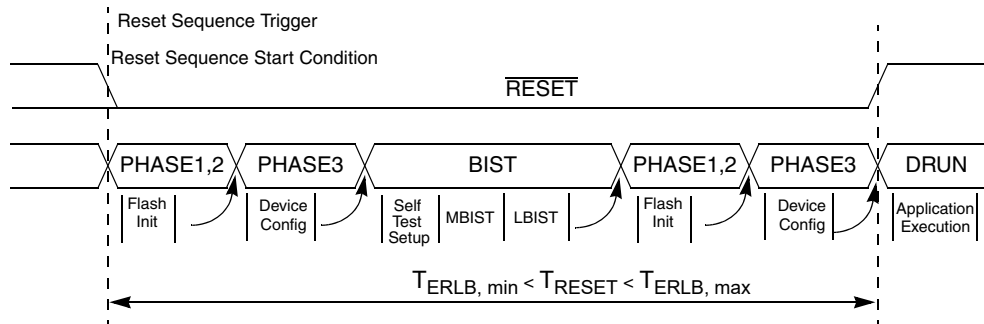 Reset Sequence Trigger
Reset Sequence Start Condition
RESET
PHASE1,2 PHASE3 BIST PHASE1,2 PHASE3 DRUN
Flash Init
Device Config
Self Test Setup
MBIST
LBIST
Flash Init
Device Config
Application Execution
TERLB, min < TRESET < TERLB, max